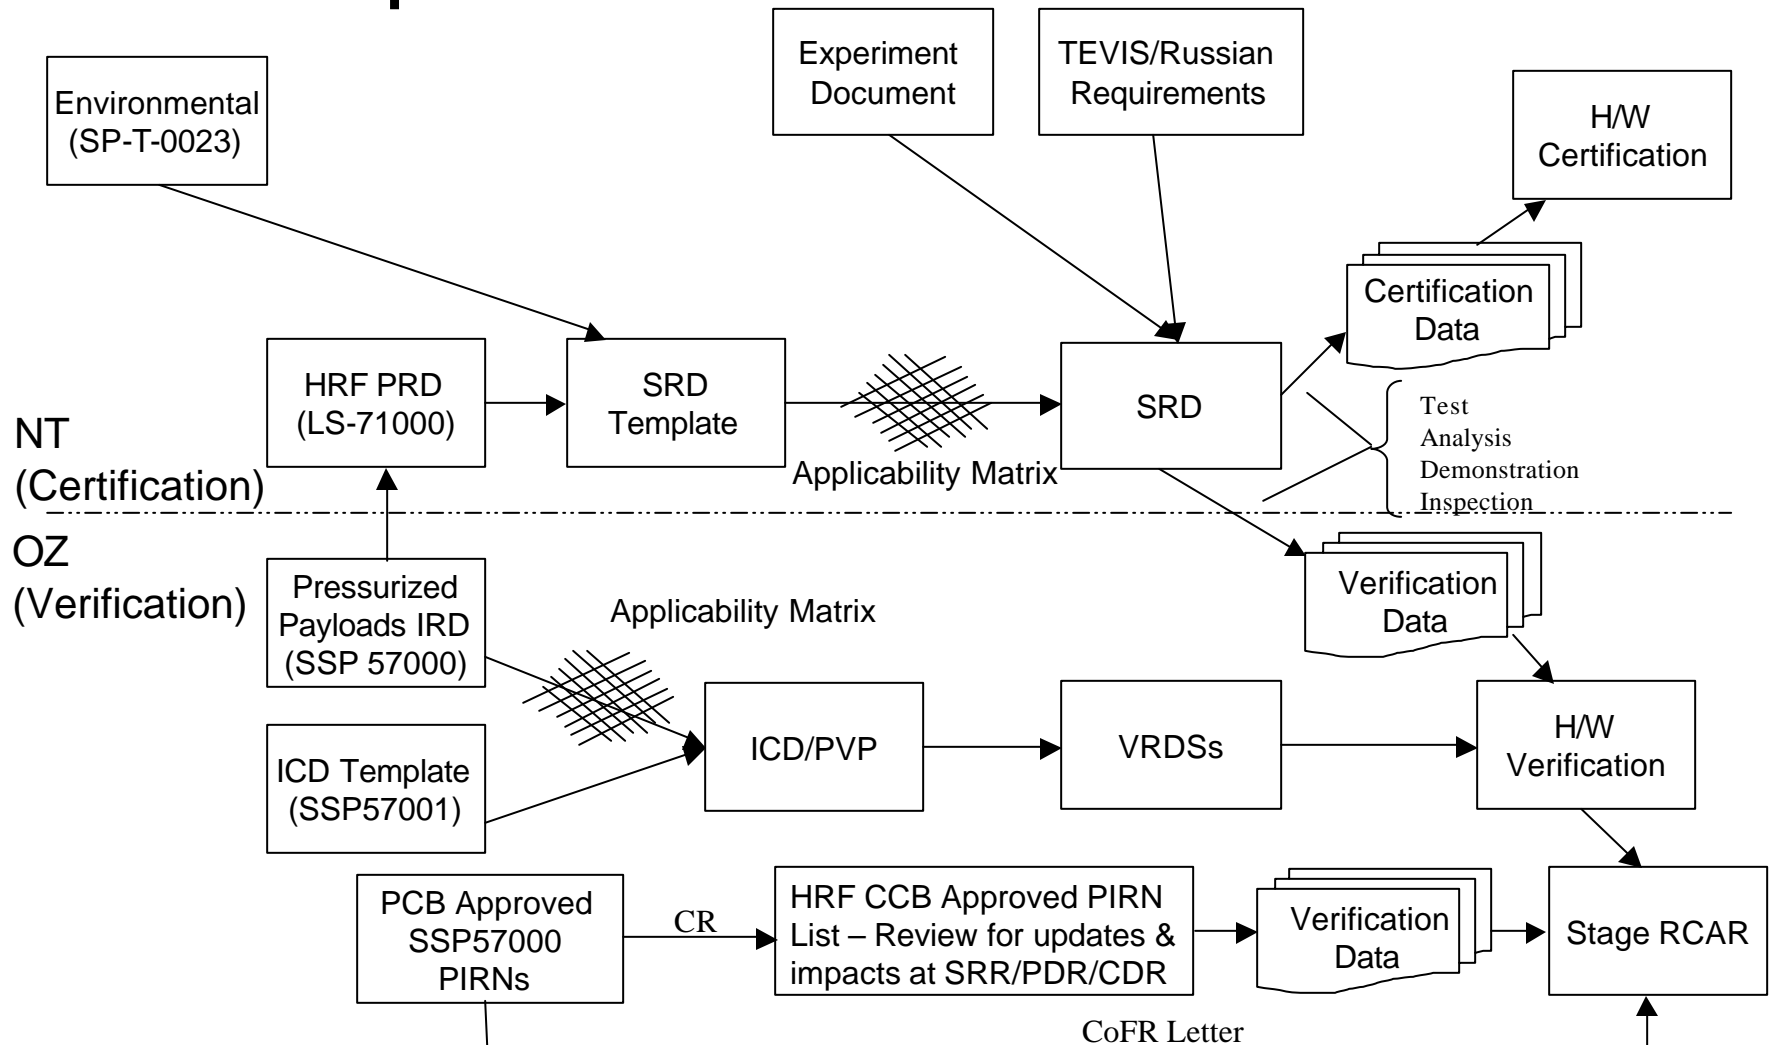 Environmental
(SP-T-0023)
Experiment
Document
TEVIS/Russian
Requirements
H/W
Certification
Certification
Data
HRF PRD
(LS-71000)
SRD
Template
SRD
Applicability Matrix
Test
Analysis
Demonstration
Inspection
NT
(Certification)
OZ
(Verification)
Pressurized
Payloads IRD
(SSP 57000)
Applicability Matrix
Verification
Data
ICD Template
(SSP57001)
ICD/PVP
VRDSs
H/W
Verification
PCB Approved
SSP57000
PIRNs
CR
HRF CCB Approved PIRN
List – Review for updates &
impacts at SRR/PDR/CDR
Verification
Data
Stage RCAR
CoFR Letter